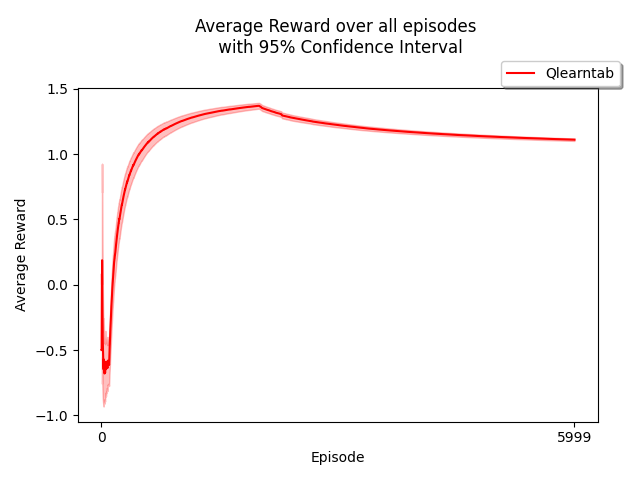 Average Reward over all episodes
with 95% Confidence Interval
Qlearntab
1.5
1.0
0.5
0.0
−0.5
−1.0
Average Reward
0 5999
Episode